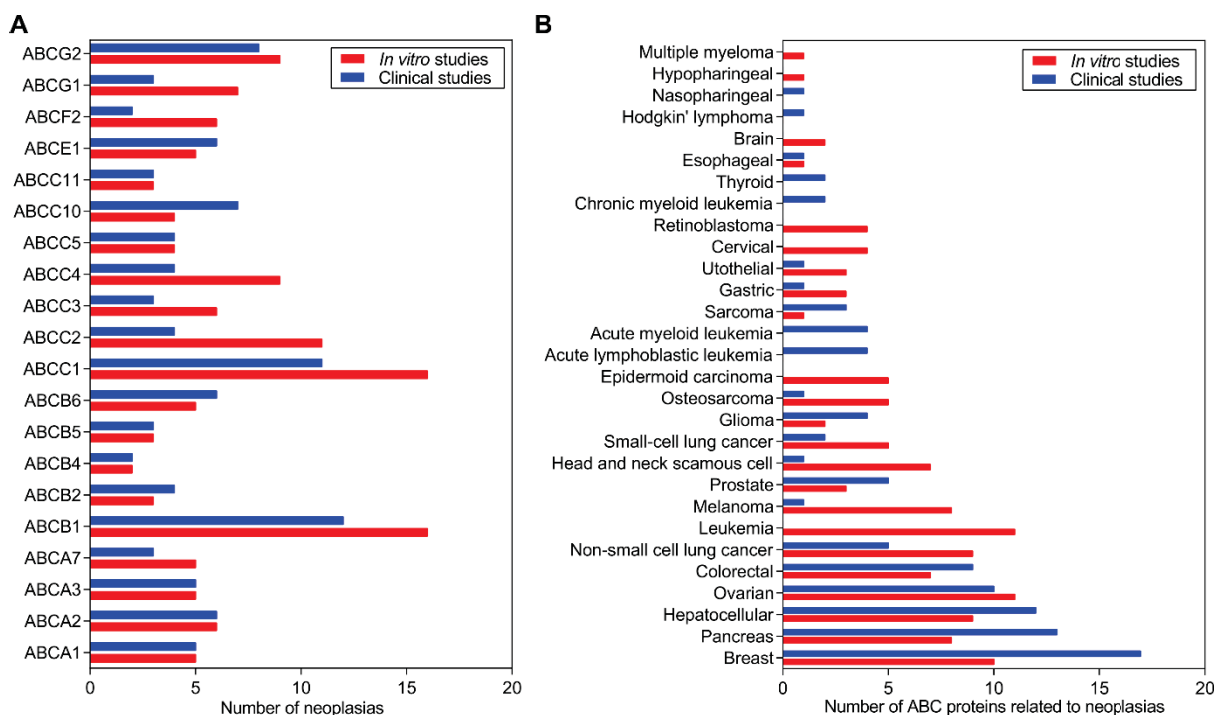 A
ABCG2
ABCG1
ABCF2
ABCE1
ABCC11
ABCC10
ABCC5
ABCC4
ABCC3
ABCC2
ABCC1
ABCB6
ABCB5
ABCB4
ABCB2
ABCB1
ABCA7
ABCA3
ABCA2
ABCA1
In vitro studies
Clinical studies
0 5 10 15 20
Number of neoplasias
B
Multiple myeloma
Hypopharingeal
Nasopharingeal
Hodgkin' lymphoma
Brain
Esophageal
Thyroid
Chronic myeloid leukemia
Retinoblastoma
Cervical
Utothelial
Gastric
Sarcoma
Acute myeloid leukemia
Acute lymphoblastic leukemia
Epidermoid carcinoma
Osteosarcoma
Glioma
Small-cell lung cancer
Head and neck scamous cell
Prostate
Melanoma
Leukemia
Non-small cell lung cancer
Colorectal
Ovarian
Hepatocellular
Pancreas
Breast
In vitro studies
Clinical studies
0 5 10 15 20
Number of ABC proteins related to neoplasias